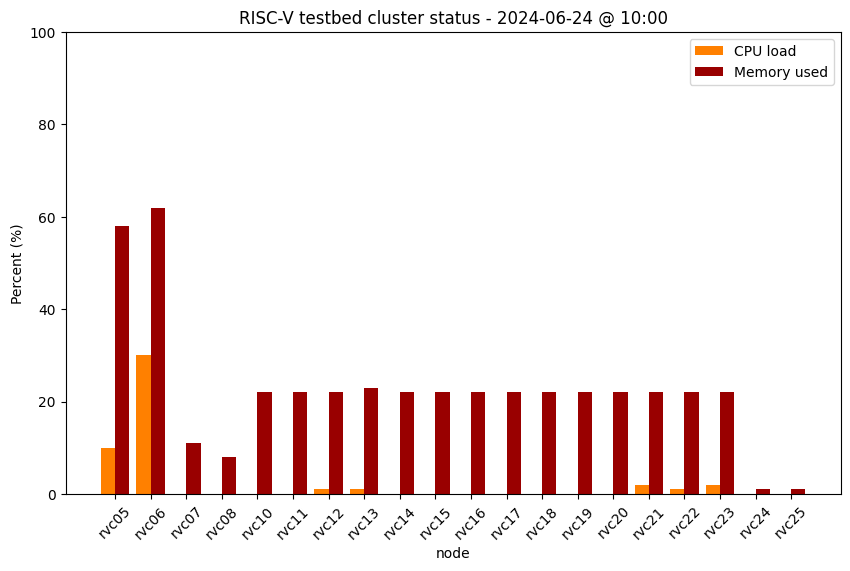 RISC-V testbed cluster status - 2024-06-24 @ 10:00
CPU load
Memory used
Percent (%)
100
80
60
40
20
0
rvc05 rvc06 rvc07 rvc08 rvc10 rvc11 rvc12 rvc13 rvc14 rvc15 rvc16 rvc17 rvc18 rvc19 rvc20 rvc21 rvc22 rvc23 rvc24 rvc25
node